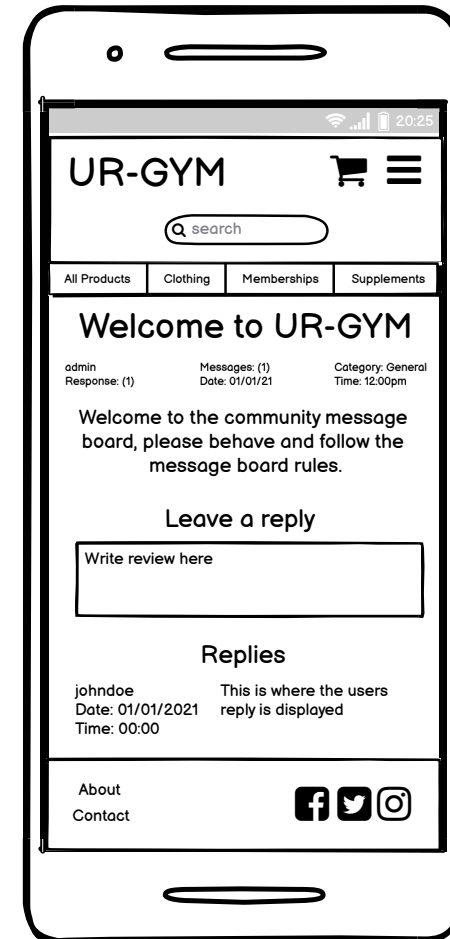 20:25
UR-GYM
search
All Products Clothing Memberships Supplements
Welcome to UR-GYM
admin Messages: (1) Category: General
Response: (1) Date: 01/01/21 Time: 12:00pm
Welcome to the community message
board, please behave and follow the
message board rules.
Leave a reply
Write review here
Replies
johndoe This is where the users
Date: 01/01/2021 reply is displayed
Time: 00:00
About
Contact